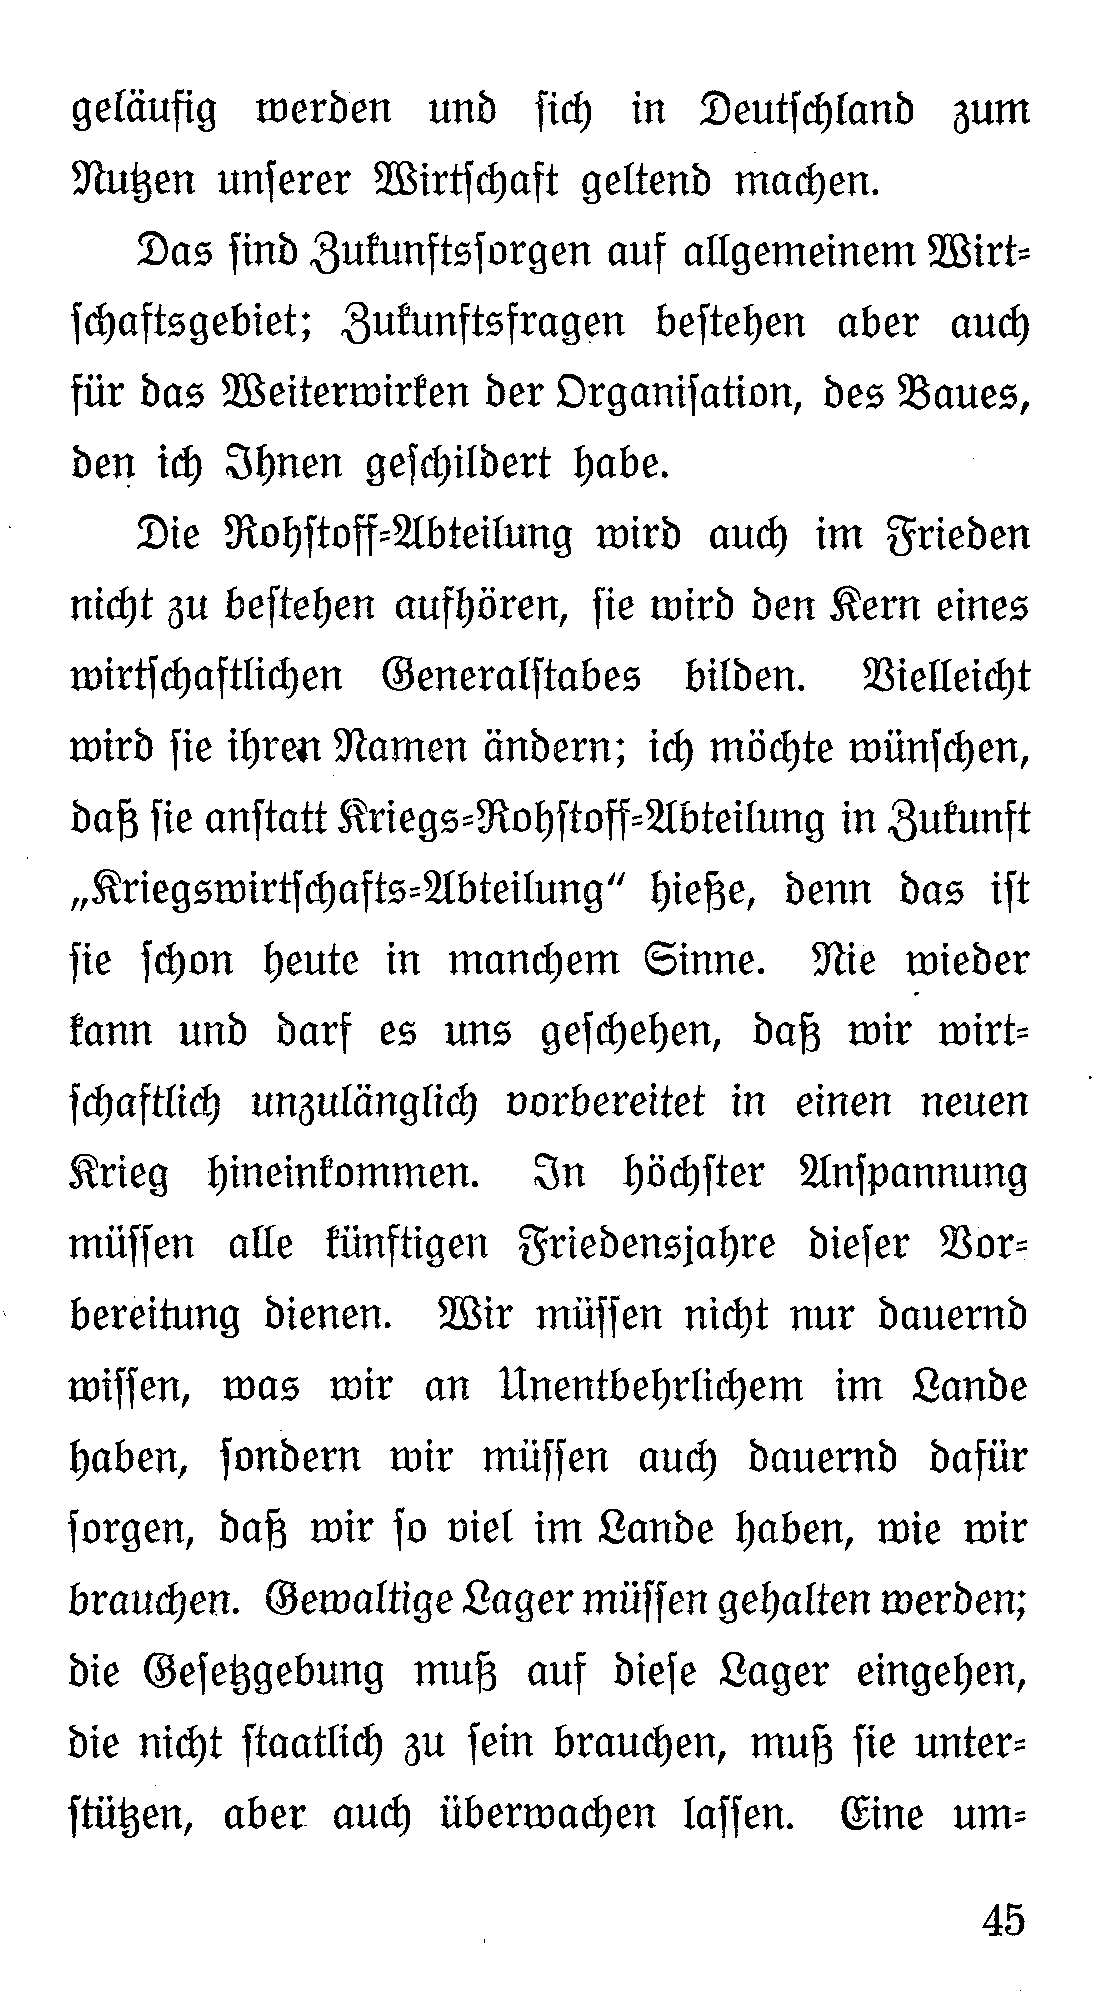 geläufig werden und ſich in Deutſchland zum
Nutzen unſerer Wirtſchaft geltend machen.
Das ſind Zukunftsſorgen auf allgemeinem Wirt⸗
ſchaftsgebiet; Zukunftsfragen beſtehen aber auch
für das Weiterwirken der Organiſation, des Baues,
den ich Ihnen geſchildert habe.
Die Rohſtoff⸗Abteilung wird auch im Frieden
nicht zu beſtehen aufhören, ſie wird den Kern eines
wirtſchaftlichen Generalſtabes bilden. Vielleicht
wird ſie ihren Namen ändern; ich möchte wünſchen,
daß ſie anſtatt Kriegs⸗Rohſtoff⸗Abteilung in Zukunft
„Kriegswirtſchafts⸗Abteilung“ hieße, denn das iſt
ſie ſchon heute in manchem Sinne. Nie wieder
kann und darf es uns geſchehen, daß wir wirt⸗
ſchaftlich unzulänglich vorbereitet in einen neuen
Krieg hineinkommen. In höchſter Anſpannung
müſſen alle künftigen Friedensjahre dieſer Vor⸗
bereitung dienen. Wir müſſen nicht nur dauernd
wiſſen, was wir an Unentbehrlichem im Lande
haben, ſondern wir müſſen auch dauernd dafür
ſorgen, daß wir ſo viel im Lande haben, wie wir
brauchen. Gewaltige Lager müſſen gehalten werden;
die Geſetzgebung muß auf dieſe Lager eingehen,
die nicht ſtaatlich zu ſein brauchen, muß ſie unter⸗
ſtützen, aber auch überwachen laſſen. Eine um⸗
45